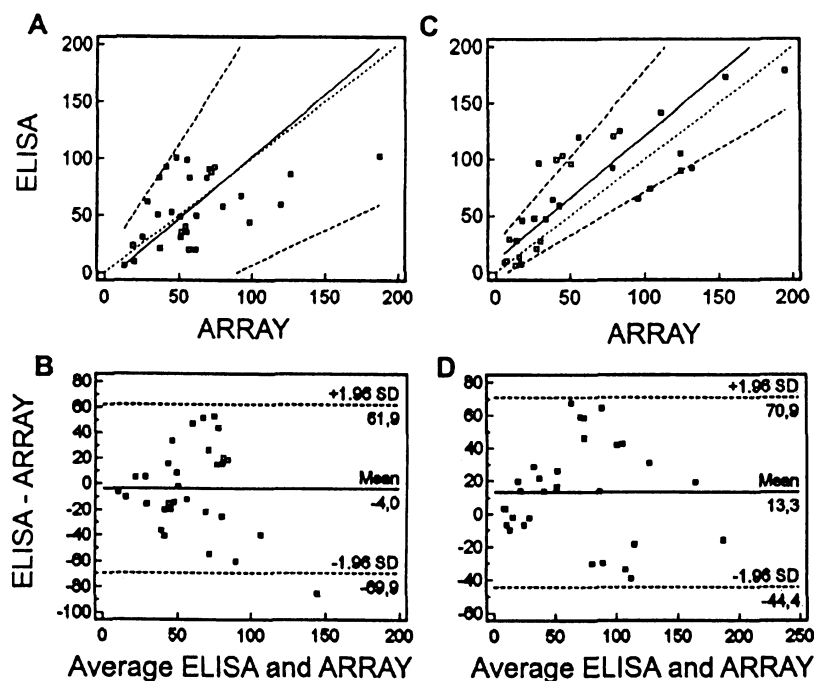 A
200
150
100
50
0
ELISA
0 50 100 150 200
ARRAY
C
200
150
100
50
0
0 50 100 150 200
ARRAY
B
80
60
40
20
0
-20
-40
-60
-80
-100
ELISA - ARRAY
+1.96 SD
61,9
Mean
-4,0
-1.96 SD
-69,9
0 50 100 150 200
Average ELISA and ARRAY
D
80
60
40
20
0
-20
-40
-60
+1.96 SD
70,9
Mean
13,3
-1.96 SD
-44,4
0 50 100 150 200 250
Average ELISA and ARRAY